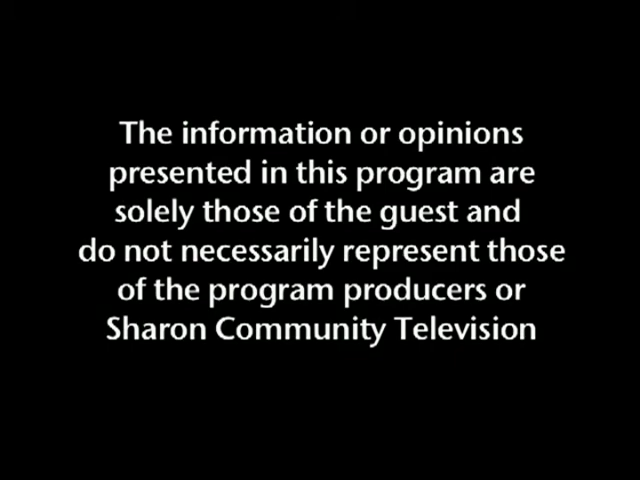 The information or opinions
presented in this program are
solely those of the guest and
do not necessarily represent those
of the program producers or
Sharon Community Television